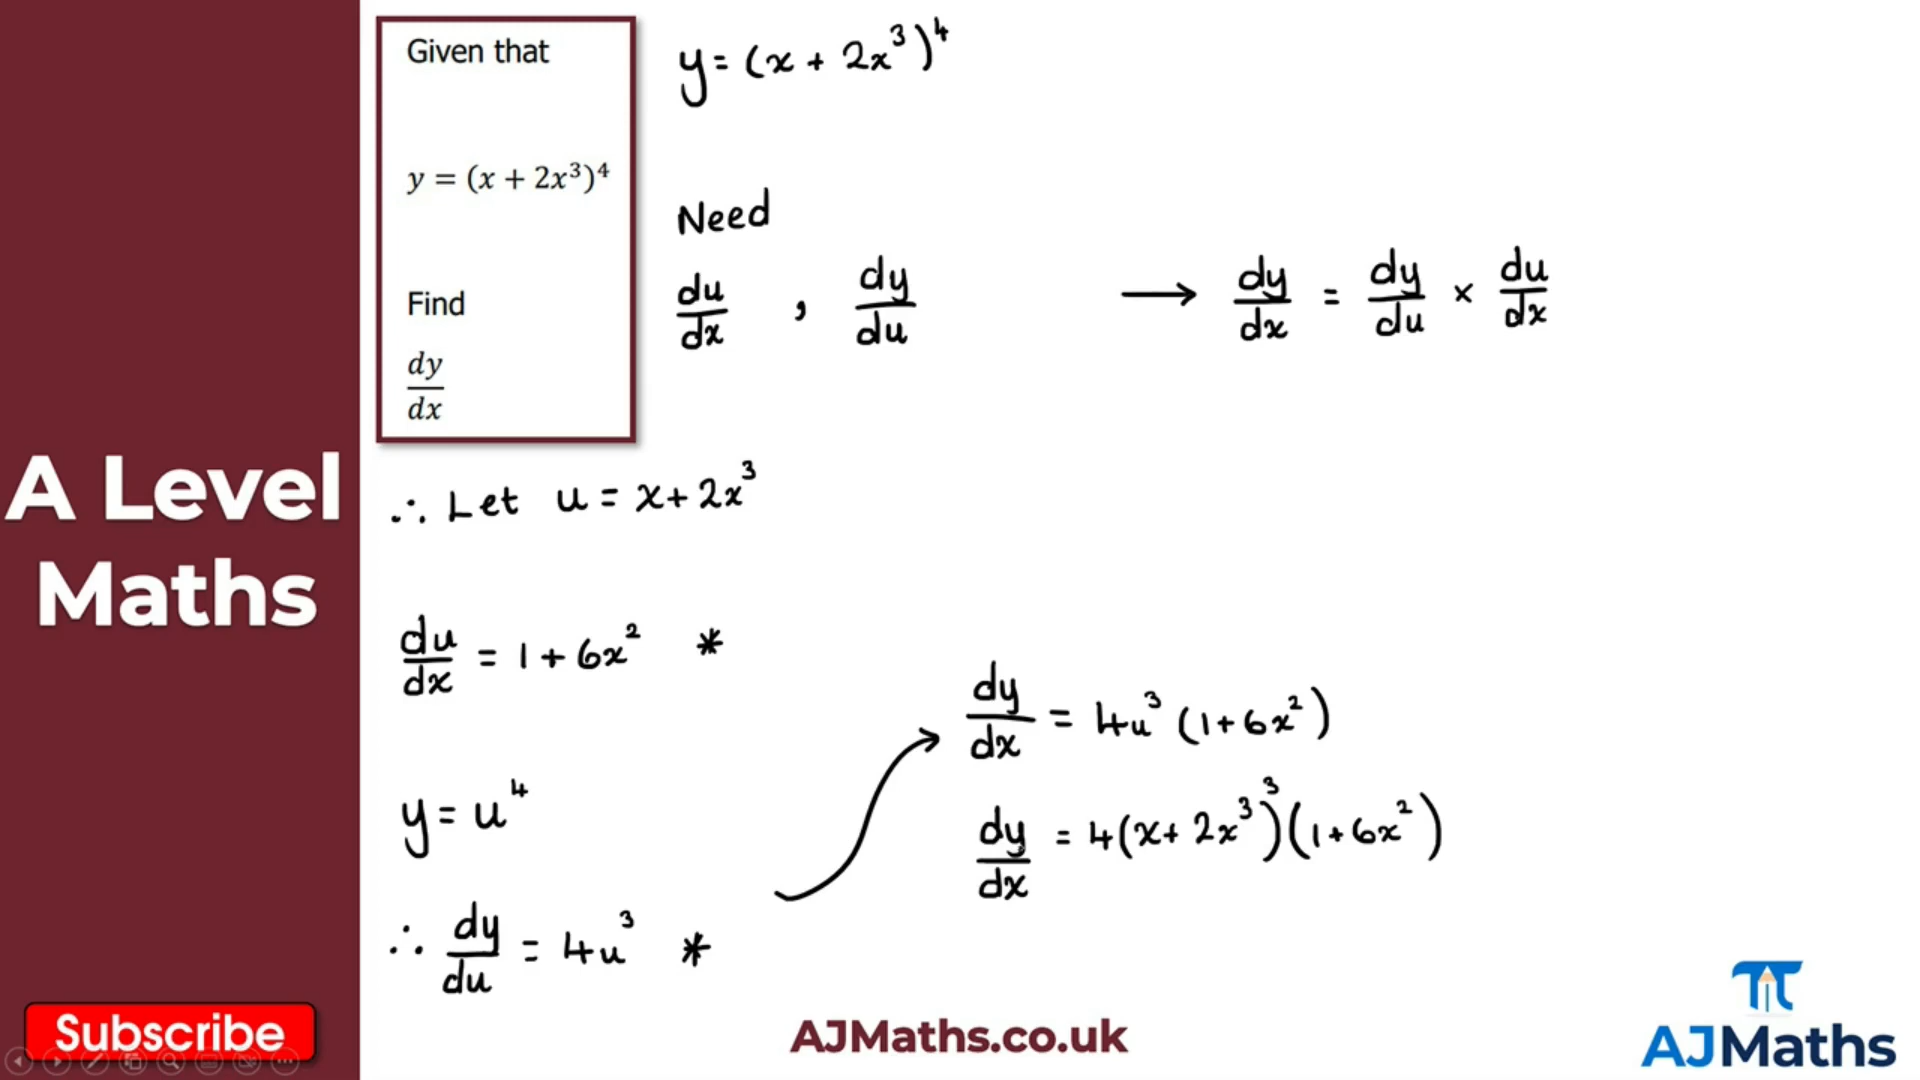 A Level
Maths
Given that
y = (x + 2x³)⁴
Find
dy/dx
y = (x + 2x³)⁴
Need
du/dx , dy/du → dy/dx = dy/du × du/dx
∴ Let u = x + 2x³
du/dx = 1 + 6x² *
y = u⁴
∴ dy/du = 4u³ *
dy/dx = 4u³ (1 + 6x²)
dy/dx = 4(x + 2x³)³(1 + 6x²)
Subscribe
AJMaths.co.uk
AJMaths